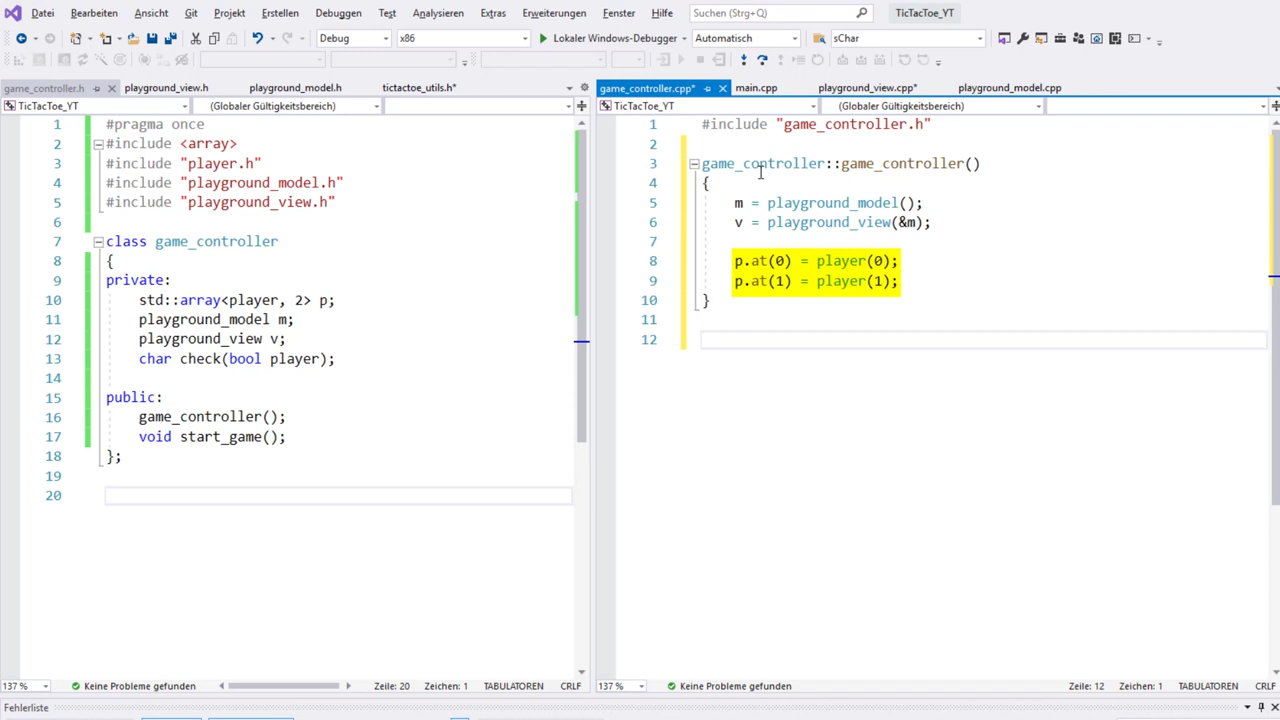 Datei Bearbeiten Ansicht Git Projekt Erstellen Debuggen Test Analysieren Extras Erweiterungen Fenster Hilfe Suchen (Strg+Q) TicTacToe_YT
Debug x86 Lokaler Windows-Debugger Automatisch sChar
game_controller.h playground_view.h playground_model.h tictactoe_utils.h*
TicTacToe_YT (Globaler Gültigkeitsbereich)
1 #pragma once
2 #include <array>
3 #include "player.h"
4 #include "playground_model.h"
5 #include "playground_view.h"
6
7 class game_controller
8 {
9 private:
10 std::array<player, 2> p;
11 playground_model m;
12 playground_view v;
13 char check(bool player);
14
15 public:
16 game_controller();
17 void start_game();
18 };
19
20
137 % Keine Probleme gefunden Zeile: 20 Zeichen: 1 TABULATOREN CRLF
game_controller.cpp* main.cpp playground_view.cpp* playground_model.cpp
TicTacToe_YT (Globaler Gültigkeitsbereich)
1 #include "game_controller.h"
2
3 game_controller::game_controller()
4 {
5 m = playground_model();
6 v = playground_view(&m);
7
8 p.at(0) = player(0);
9 p.at(1) = player(1);
10 }
11
12
137 % Keine Probleme gefunden Zeile: 12 Zeichen: 1 TABULATOREN CRLF
Fehlerliste